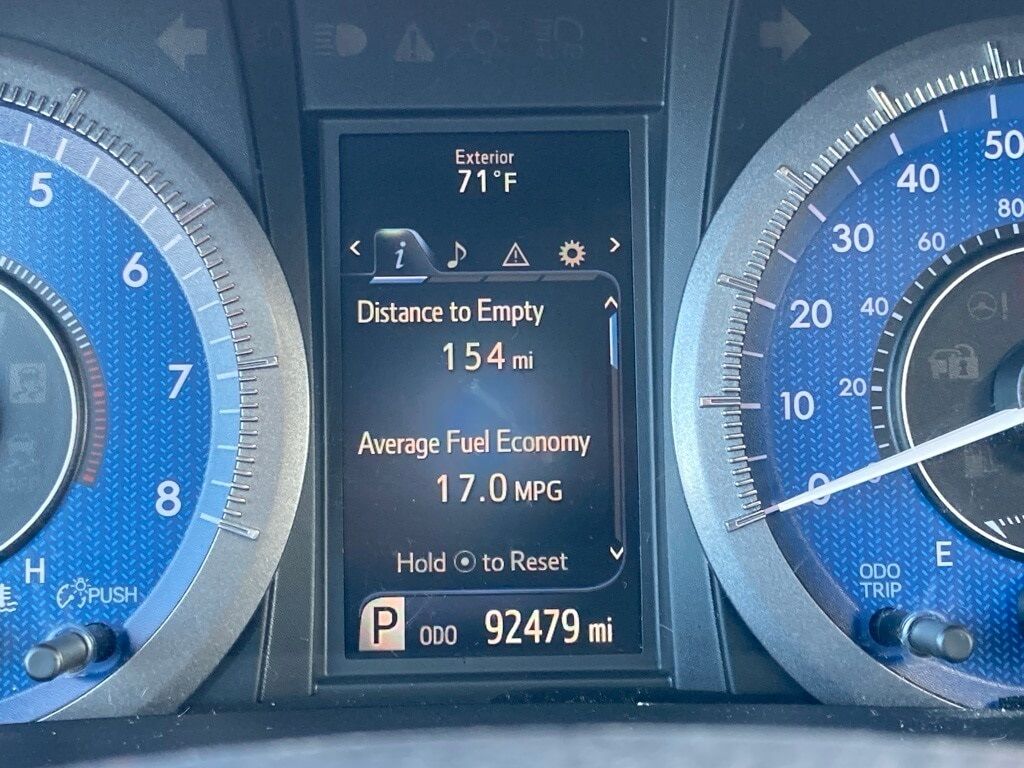 Exterior
71°F
< i ♪ >
Distance to Empty
154 mi
Average Fuel Economy
17.0 MPG
Hold ⊙ to Reset
P ODO 92479 mi
5
6
7
8
H
PUSH
50
40
30
20
10
0
80
60
40
20
0
E
ODO
TRIP